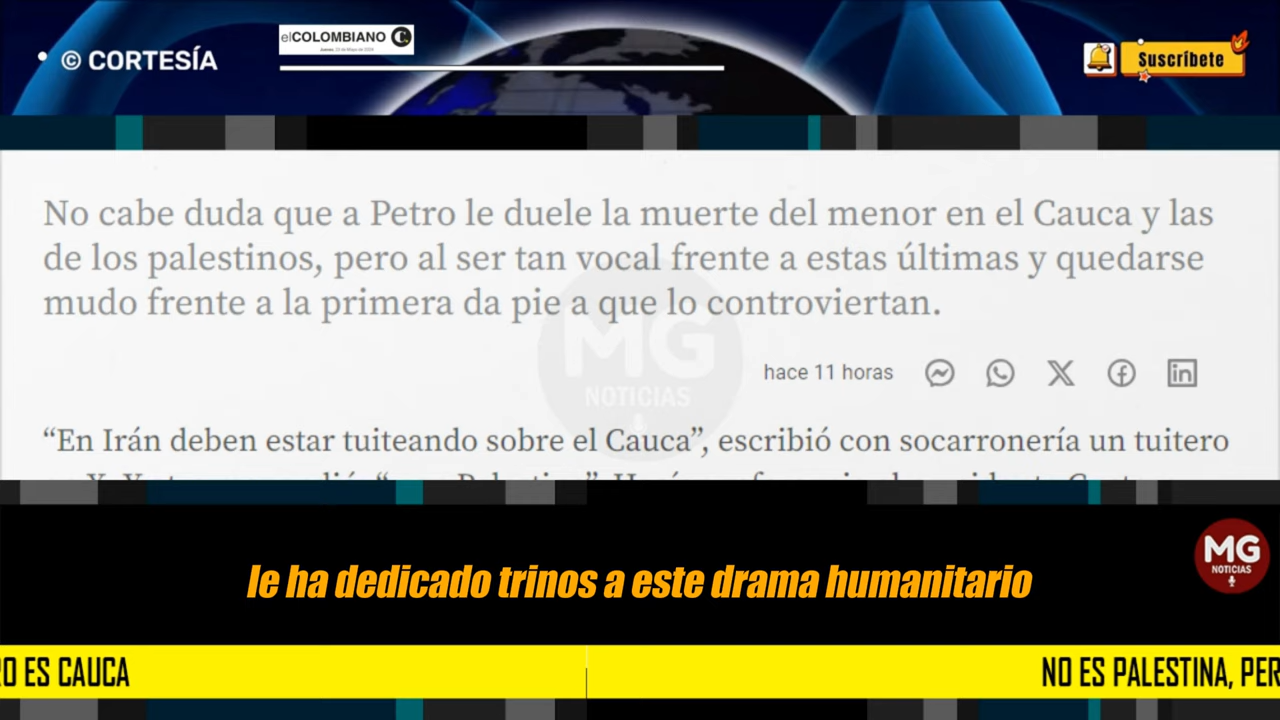 © CORTESÍA
elCOLOMBIANO
Suscríbete
No cabe duda que a Petro le duele la muerte del menor en el Cauca y las
de los palestinos, pero al ser tan vocal frente a estas últimas y quedarse
mudo frente a la primera da pie a que lo controviertan.
MG
NOTICIAS
hace 11 horas
“En Irán deben estar tuiteando sobre el Cauca”, escribió con socarronería un tuitero
le ha dedicado trinos a este drama humanitario
MG
NOTICIAS
ES CAUCA
NO ES PALESTINA, PER